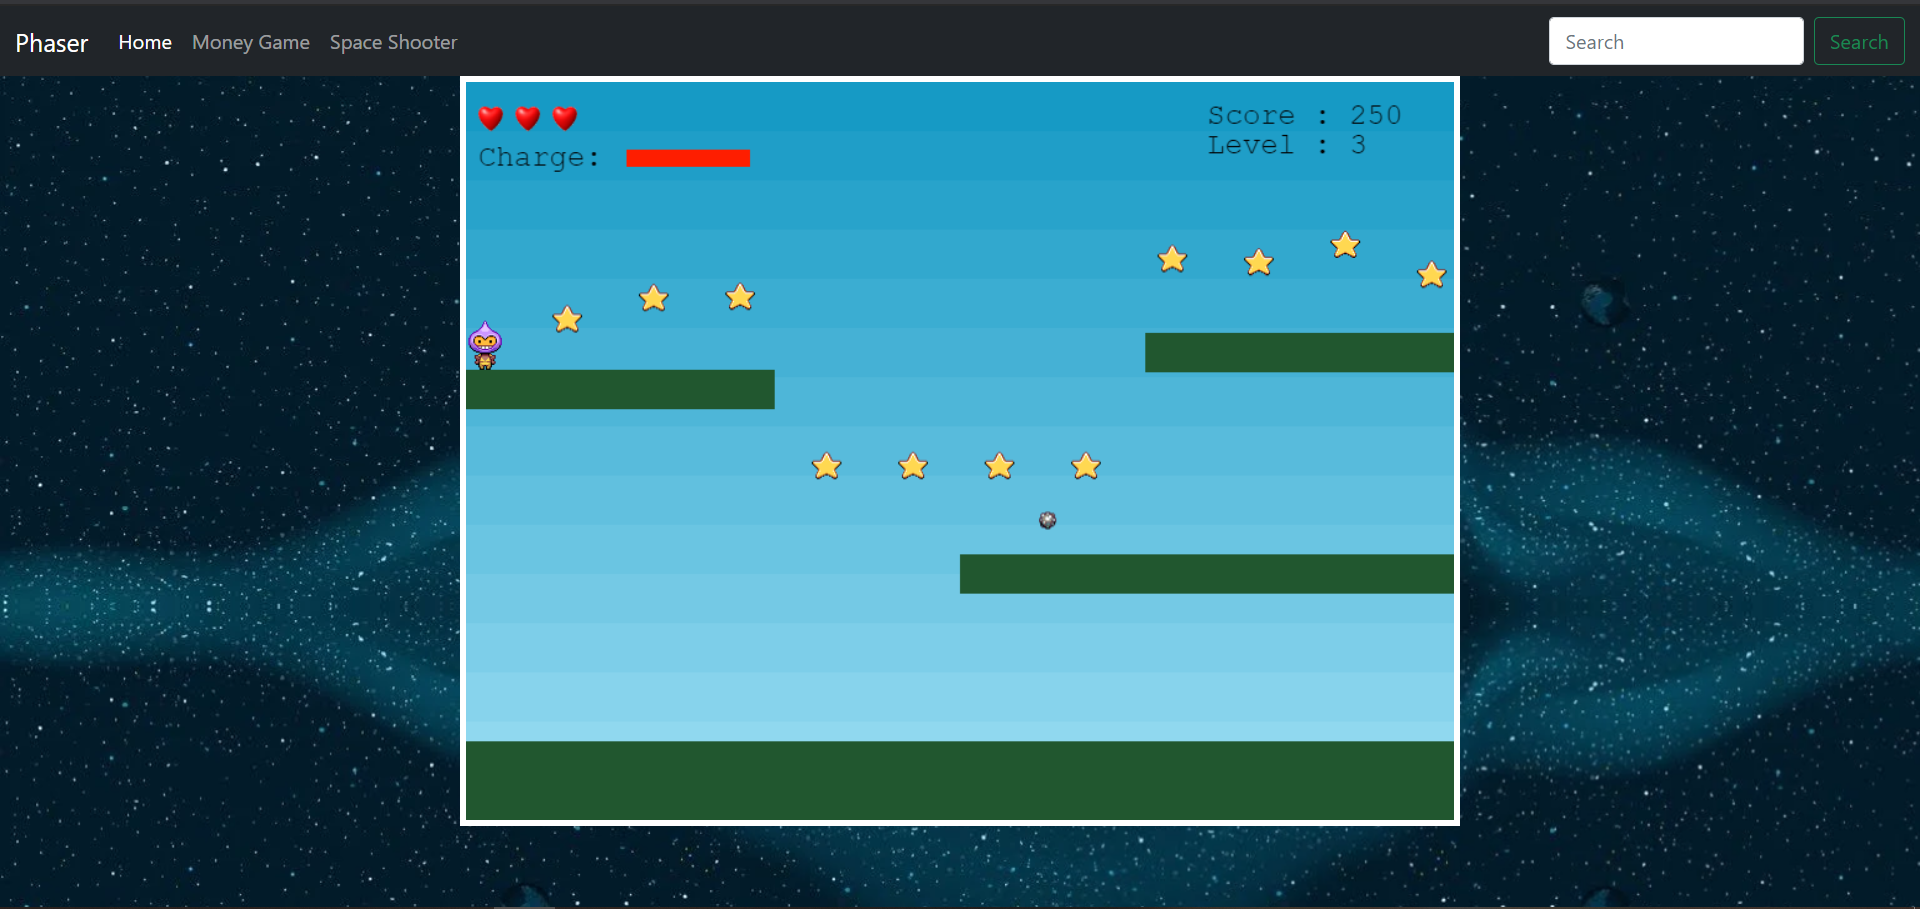 Phaser
Home
Money Game
Space Shooter
Search
Search
Score : 250
Level : 3
Charge: